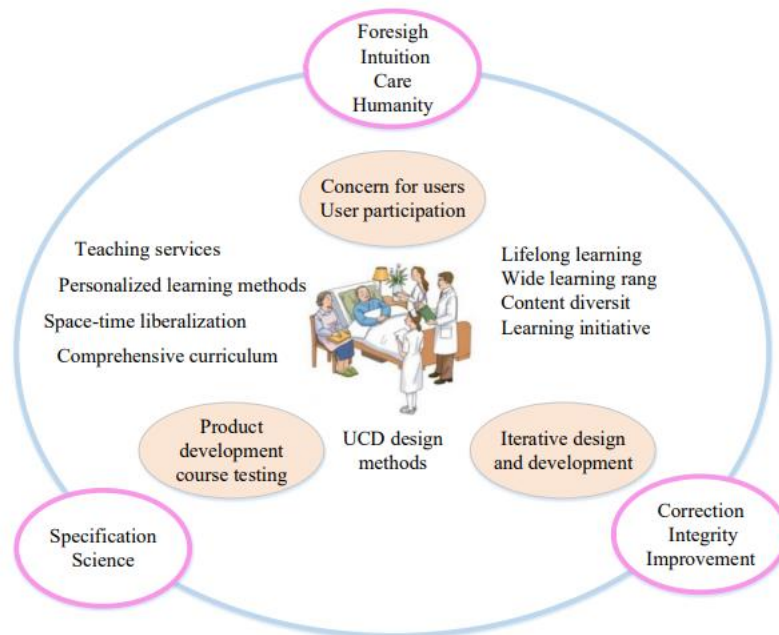 Foresigh
Intuition
Care
Humanity
Concern for users
User participation
Teaching services
Personalized learning methods
Space-time liberalization
Comprehensive curriculum
Lifelong learning
Wide learning rang
Content diversit
Learning initiative
Product
development
course testing
UCD design
methods
Iterative design
and development
Specification
Science
Correction
Integrity
Improvement